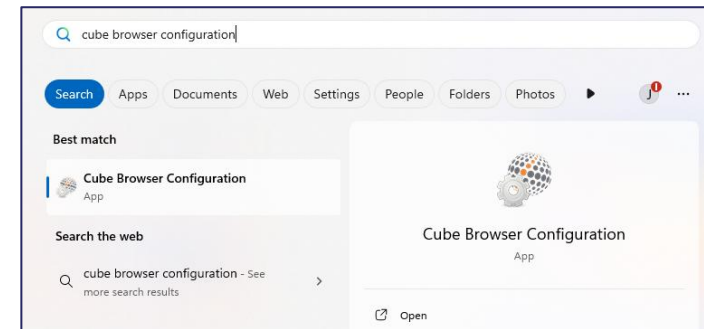 cube browser configuration
Search Apps Documents Web Settings People Folders Photos J ...
Best match
Cube Browser Configuration
App
Search the web
cube browser configuration - See
more search results
Cube Browser Configuration
App
Open